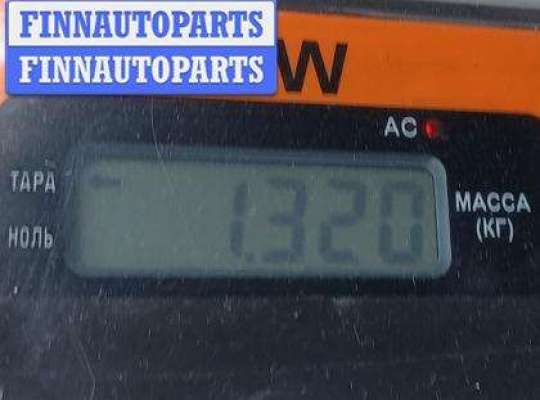 FINNAUTOPARTS
FINNAUTOPARTS
W
AC
ТАРА
1.320
МАССА
(КГ)
НОЛЬ